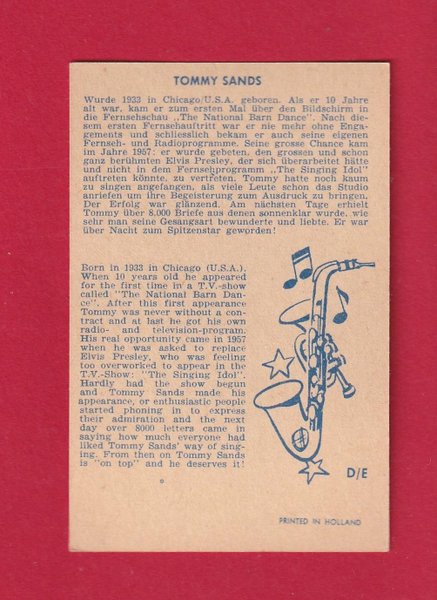 TOMMY SANDS
Wurde 1933 in Chicago/U.S.A. geboren. Als er 10 Jahre
alt war, kam er zum ersten Mal über den Bildschirm in
die Fernsehschau „The National Barn Dance". Nach die-
sem ersten Fernsehauftritt war er nie mehr ohne Enga-
gements und schliesslich bekam er auch seine eigenen
Fernseh- und Radioprogramme. Seine grosse Chance kam
im Jahre 1957: er wurde gebeten, den grossen und schon
ganz berühmten Elvis Presley, der sich überarbeitet hätte
und nicht in dem Fernsehprogramm „The Singing Idol"
auftreten könnte, zu vertreten. Tommy hatte noch kaum
zu singen angefangen, als viele Leute schon das Studio
anriefen um ihre Begeisterung zum Ausdruck zu bringen.
Der Erfolg war glänzend. Am nächsten Tage erhielt
Tommy über 8.000 Briefe aus denen sonnenklar wurde, wie
sehr man seine Gesangsart bewunderte und liebte. Er war
über Nacht zum Spitzenstar geworden!
Born in 1933 in Chicago (U.S.A.).
When 10 years old he appeared
for the first time in a T.V.-show
called "The National Barn Dan-
ce". After this first appearance
Tommy was never without a con-
tract and at last he got his own
radio- and television-program.
His real opportunity came in 1957
when he was asked to replace
Elvis Presley, who was feeling
too overworked to appear in the
T.V.-Show: "The Singing Idol".
Hardly had the show begun
and Tommy Sands made his
appearance, or enthusiastic people
started phoning in to express
their admiration and the next
day over 8000 letters came in
saying how much everyone had
liked Tommy Sands' way of sing-
ing. From then on Tommy Sands
is "on top" and he deserves it!
D/E
PRINTED IN HOLLAND